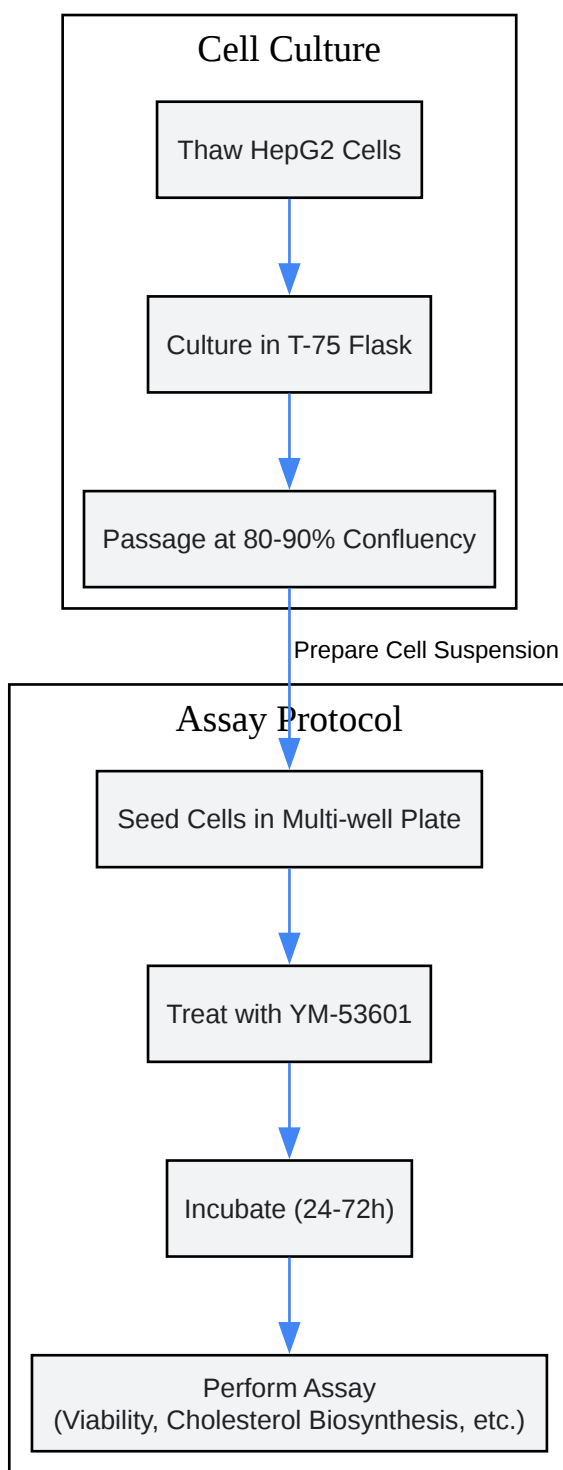 Cell Culture
Thaw HepG2 Cells
Culture in T-75 Flask
Passage at 80-90% Confluency
Prepare Cell Suspension
Assay Protocol
Seed Cells in Multi-well Plate
Treat with YM-53601
Incubate (24-72h)
Perform Assay
(Viability, Cholesterol Biosynthesis, etc.)